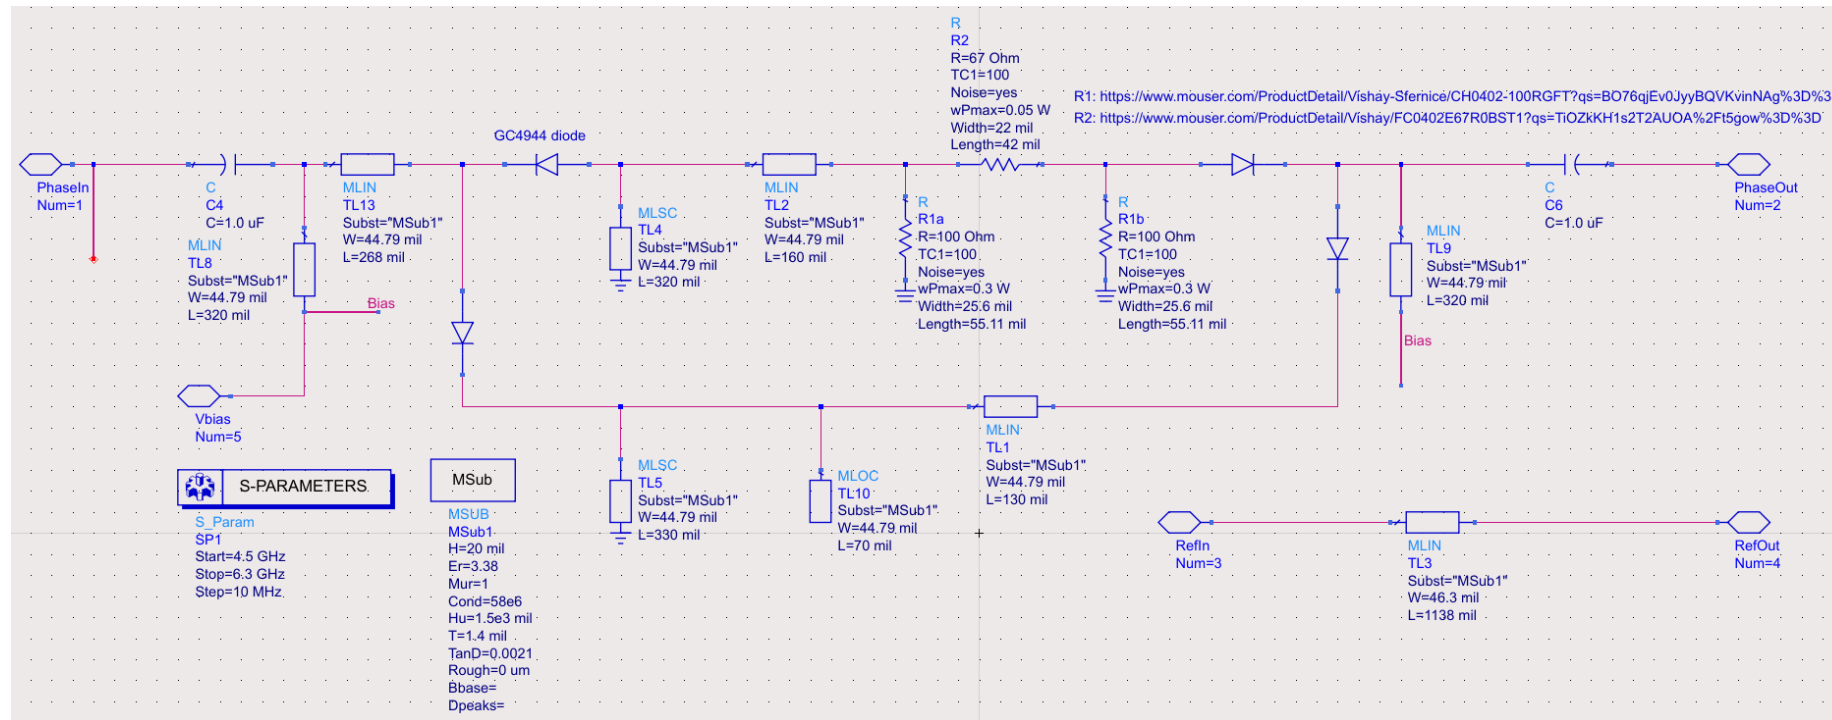 R
R2
R=67 Ohm
TC1=100
Noise=yes
wPmax=0.05 W
Width=22 mil
Length=42 mil
R1: https://www.mouser.com/ProductDetail/Vishay-Sfernice/CH0402-100RGFT?qs=BO76qjEv0JyyBQVKvinNAg%3D%3
R2: https://www.mouser.com/ProductDetail/Vishay/FC0402E67R0BST1?qs=TiOZkKH1s2T2AUOA%2Ft5gow%3D%3D
GC4944 diode
PhaseIn
Num=1
C
C4
C=1.0 uF
MLIN
TL8
Subst="MSub1"
W=44.79 mil
L=320 mil
MLIN
TL13
Subst="MSub1"
W=44.79 mil
L=268 mil
Bias
MLSC
TL4
Subst="MSub1"
W=44.79 mil
L=320 mil
MLIN
TL2
Subst="MSub1"
W=44.79 mil
L=160 mil
R
R1a
R=100 Ohm
TC1=100
Noise=yes
wPmax=0.3 W
Width=25.6 mil
Length=55.11 mil
R
R1b
R=100 Ohm
TC1=100
Noise=yes
wPmax=0.3 W
Width=25.6 mil
Length=55.11 mil
MLIN
TL9
Subst="MSub1"
W=44.79 mil
L=320 mil
Bias
C
C6
C=1.0 uF
PhaseOut
Num=2
Vbias
Num=5
S-PARAMETERS
S_Param
SP1
Start=4.5 GHz
Stop=6.3 GHz
Step=10 MHz
MSub
MSUB
MSub1
H=20 mil
Er=3.38
Mur=1
Cond=58e6
Hu=1.5e3 mil
T=1.4 mil
TanD=0.0021
Rough=0 um
Bbase=
Dpeaks=
MLSC
TL5
Subst="MSub1"
W=44.79 mil
L=330 mil
MLOC
TL10
Subst="MSub1"
W=44.79 mil
L=70 mil
MLIN
TL1
Subst="MSub1"
W=44.79 mil
L=130 mil
RefIn
Num=3
MLIN
TL3
Subst="MSub1"
W=46.3 mil
L=1138 mil
RefOut
Num=4